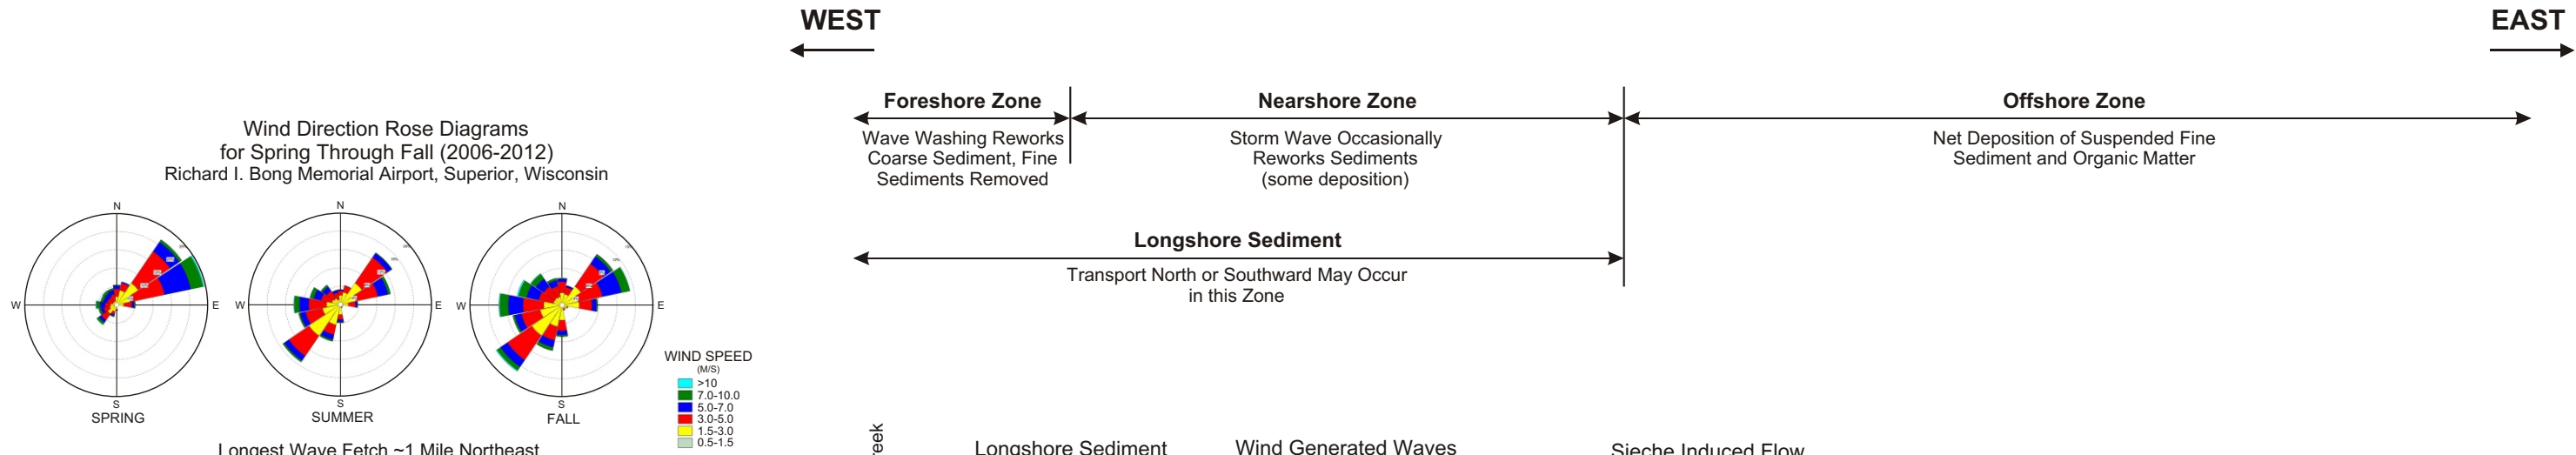 WEST
EAST
Foreshore Zone
Wave Washing Reworks
Coarse Sediment, Fine
Sediments Removed
Nearshore Zone
Storm Wave Occasionally
Reworks Sediments
(some deposition)
Offshore Zone
Net Deposition of Suspended Fine
Sediment and Organic Matter
Longshore Sediment
Transport North or Southward May Occur
in this Zone
Wind Direction Rose Diagrams
for Spring Through Fall (2006-2012)
Richard I. Bong Memorial Airport, Superior, Wisconsin
N
W
E
S
SPRING
N
W
E
S
SUMMER
N
W
E
S
FALL
WIND SPEED
(M/S)
>10
7.0-10.0
5.0-7.0
3.0-5.0
1.5-3.0
0.5-1.5
Longest Wave Fetch ~1 Mile Northeast
eek
Longshore Sediment
Wind Generated Waves
Sieche Induced Flow